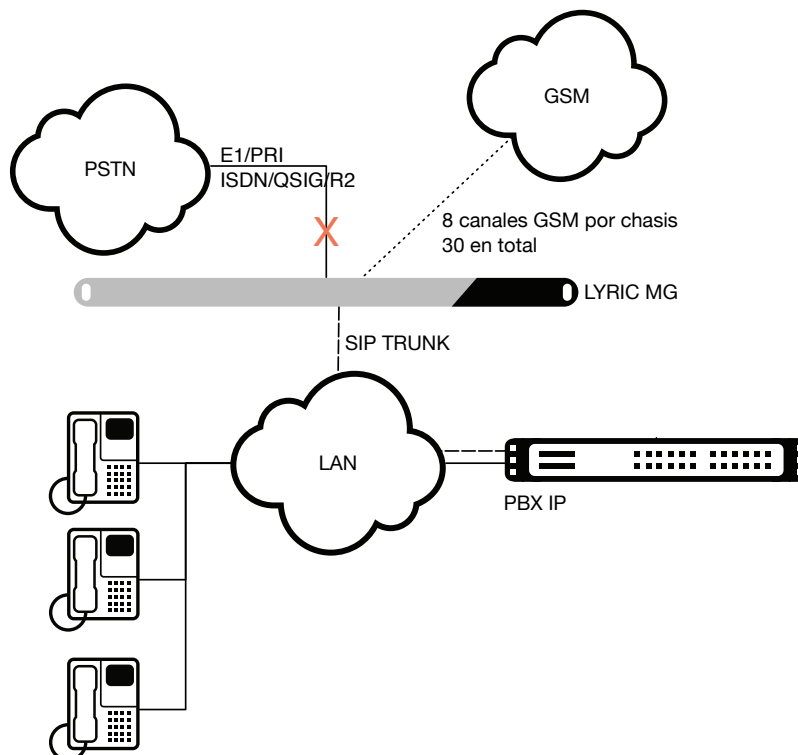 GSM
PSTN
E1/PRI
ISDN/QSIG/R2
8 canales GSM por chasis
30 en total
LYRIC MG
SIP TRUNK
LAN
PBX IP